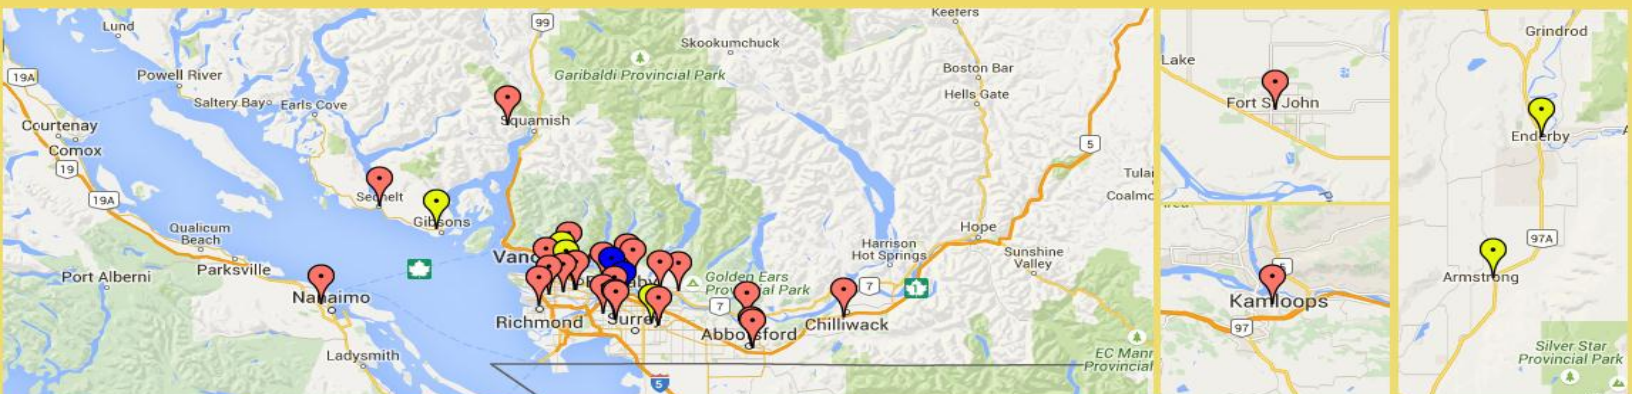 Lund
99
Keefers
Skookumchuck
Garibaldi Provincial Park
19A
Powell River
Saltery Bay
Earls Cove
Boston Bar
Hells Gate
Courtenay
Comox
Squamish
19
5
19A
Sechelt
Gibsons
Qualicum
Beach
Hope
Harrison
Hot Springs
Sunshine
Valley
Port Alberni
Parksville
Golden Ears
Provincial Park
1
7
7
Nanaimo
Richmond
Surrey
Abbotsford
Chilliwack
Ladysmith
5
EC Mann
Provincial
Lake
Fort St John
5
Kamloops
97
Grindrod
Enderby
97A
Armstrong
Silver Star
Provincial Park